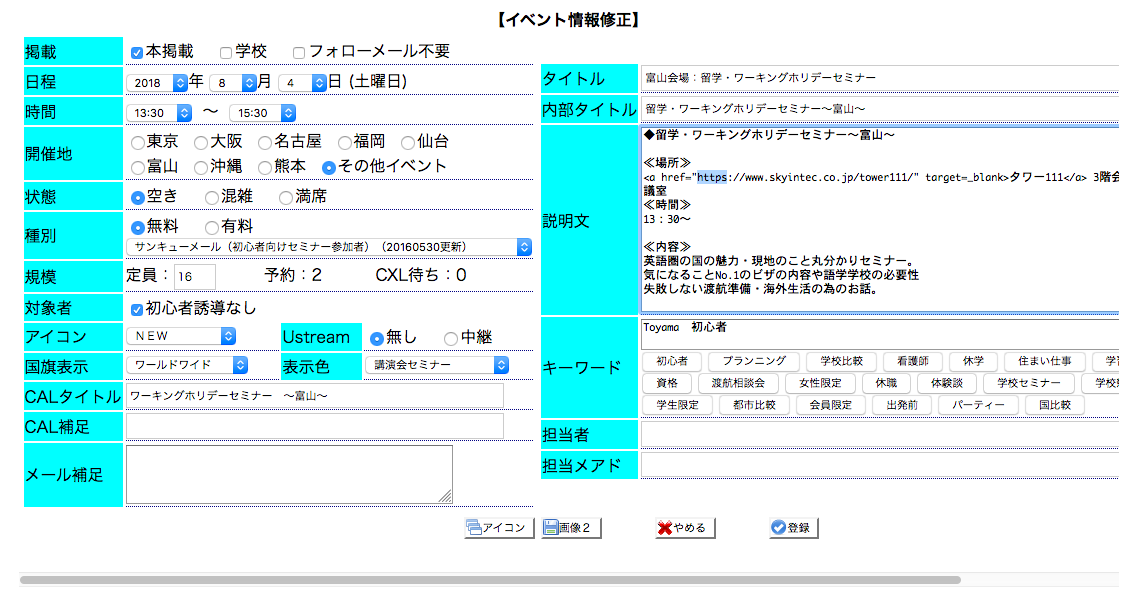 【イベント情報修正】
掲載 本掲載 学校 フォローメール不要
日程 2018 年 8 月 4 日 (土曜日)
時間 13:30 〜 15:30
開催地 東京 大阪 名古屋 福岡 仙台
富山 沖縄 熊本 その他イベント
状態 空き 混雑 満席
種別 無料 有料
サンキューメール（初心者向けセミナー参加者）（20160530更新）
規模 定員： 16 予約：2 CXL待ち：0
対象者 初心者誘導なし
アイコン ＮＥＷ Ustream 無し 中継
国旗表示 ワールドワイド 表示色 講演会セミナー
CALタイトル ワーキングホリデーセミナー　〜富山〜
CAL補足
メール補足
タイトル 富山会場：留学・ワーキングホリデーセミナー
内部タイトル 留学・ワーキングホリデーセミナー〜富山〜
説明文
◆留学・ワーキングホリデーセミナー〜富山〜
≪場所≫
<a href="https://www.skyintec.co.jp/tower111/" target=_blank>タワー111</a> 3階会
議室
≪時間≫
13：30〜
≪内容≫
英語圏の国の魅力・現地のこと丸分かりセミナー。
気になることNo.1のビザの内容や語学学校の必要性
失敗しない渡航準備・海外生活の為のお話。
キーワード
Toyama　初心者
初心者 プランニング 学校比較 看護師 休学 住まい仕事
資格 渡航相談会 女性限定 休職 体験談 学校セミナー 学校
学生限定 都市比較 会員限定 出発前 パーティー 国比較
担当者
担当メアド
アイコン 画像２ やめる 登録